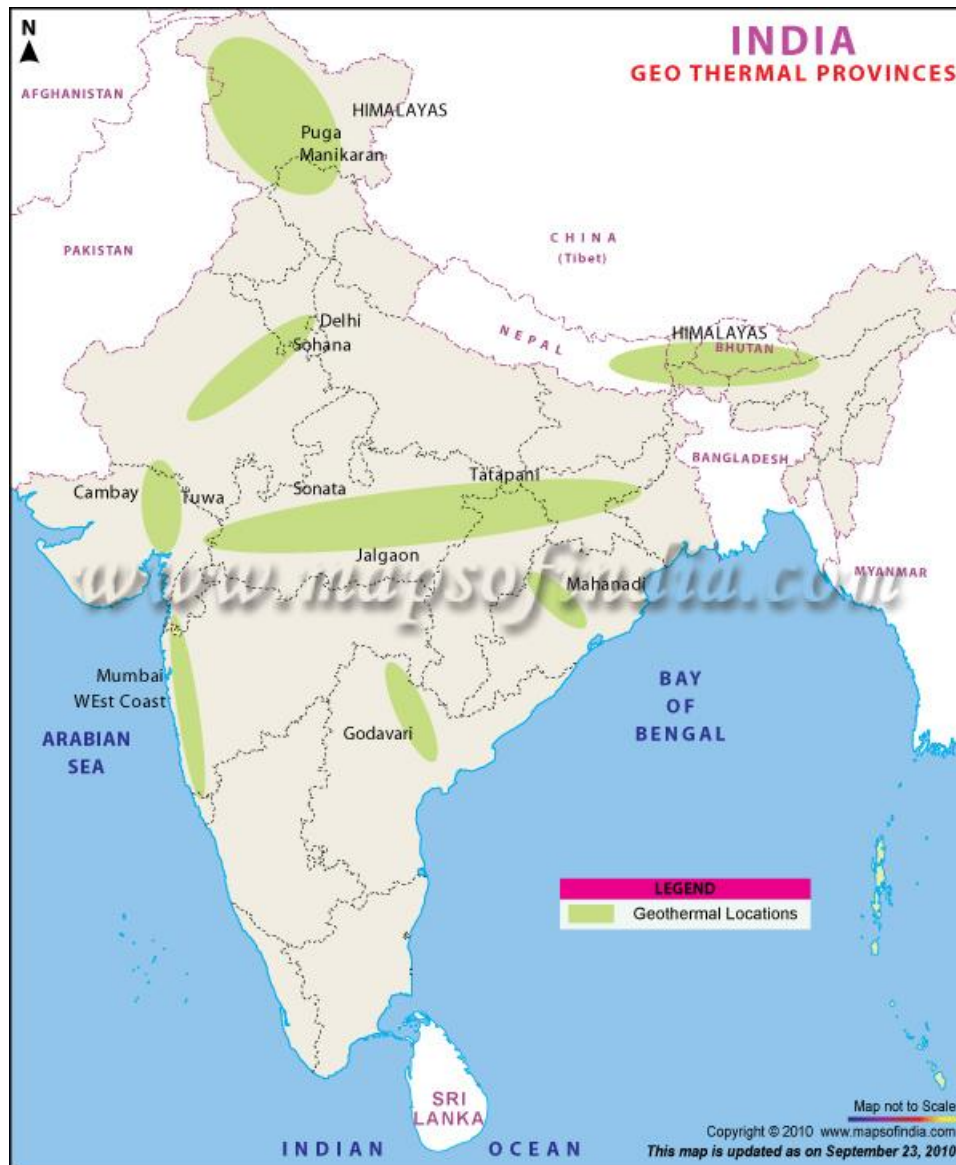 N
INDIA
GEO THERMAL PROVINCES
AFGHANISTAN
HIMALAYAS
Puga
Manikaran
PAKISTAN
CHINA
(Tibet)
NEPAL
Delhi
Sohana
HIMALAYAS
BHUTAN
BANGLADESH
Cambay
Tuwa
Sonata
Tatapani
Jalgaon
www.mapsofindia.com
Mahanadi
MYANMAR
Mumbai
WEst Coast
Godavari
ARABIAN
SEA
BAY
OF
BENGAL
LEGEND
Geothermal Locations
SRI
LANKA
INDIAN OCEAN
Map not to Scale
Copyright © 2010 www.mapsofindia.com
This map is updated as on September 23, 2010